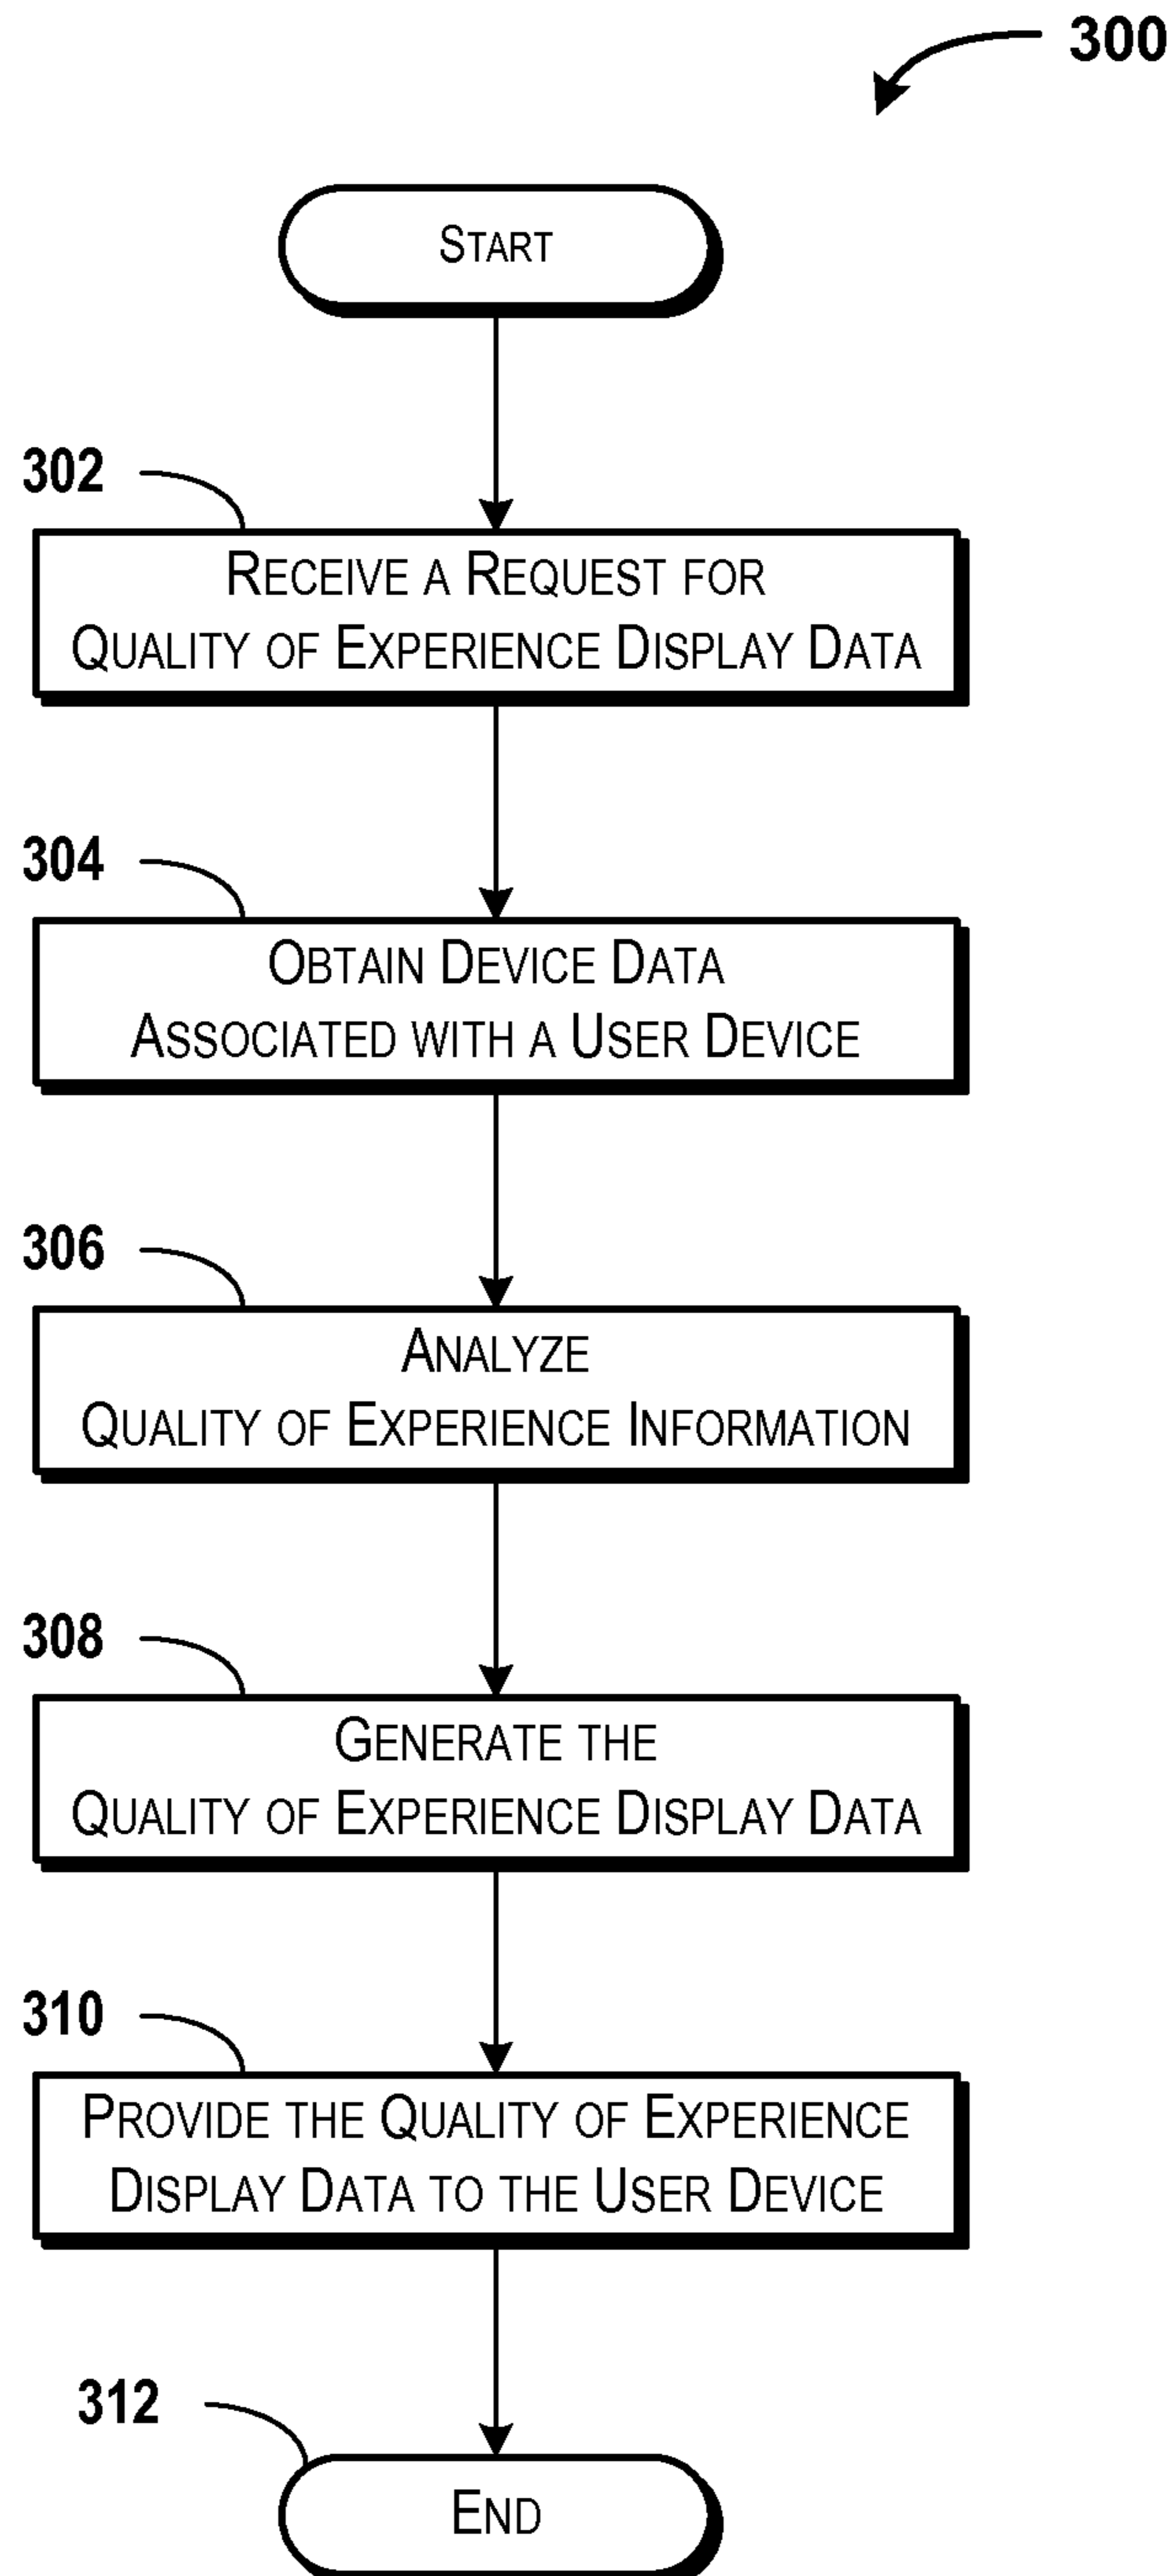 300
START
302
RECEIVE A REQUEST FOR
QUALITY OF EXPERIENCE DISPLAY DATA
304
OBTAIN DEVICE DATA
ASSOCIATED WITH A USER DEVICE
306
ANALYZE
QUALITY OF EXPERIENCE INFORMATION
308
GENERATE THE
QUALITY OF EXPERIENCE DISPLAY DATA
310
PROVIDE THE QUALITY OF EXPERIENCE
DISPLAY DATA TO THE USER DEVICE
312
END